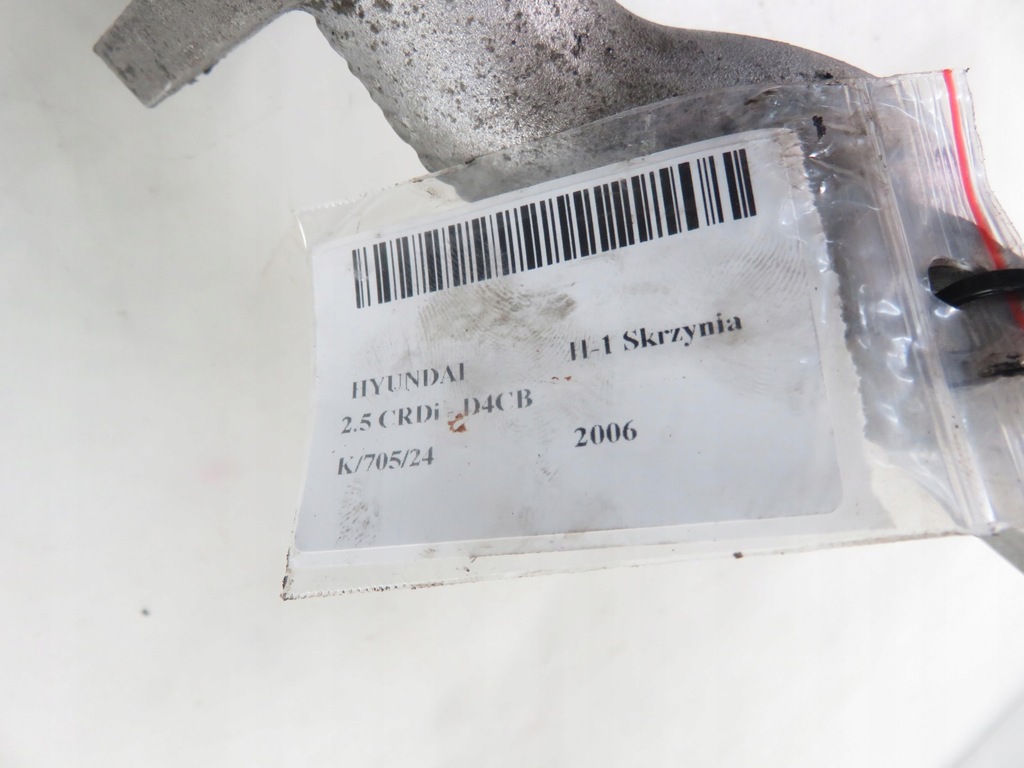 HYUNDAI H-1 Skrzynia
2.5 CRDi - D4CB
K/705/24 2006